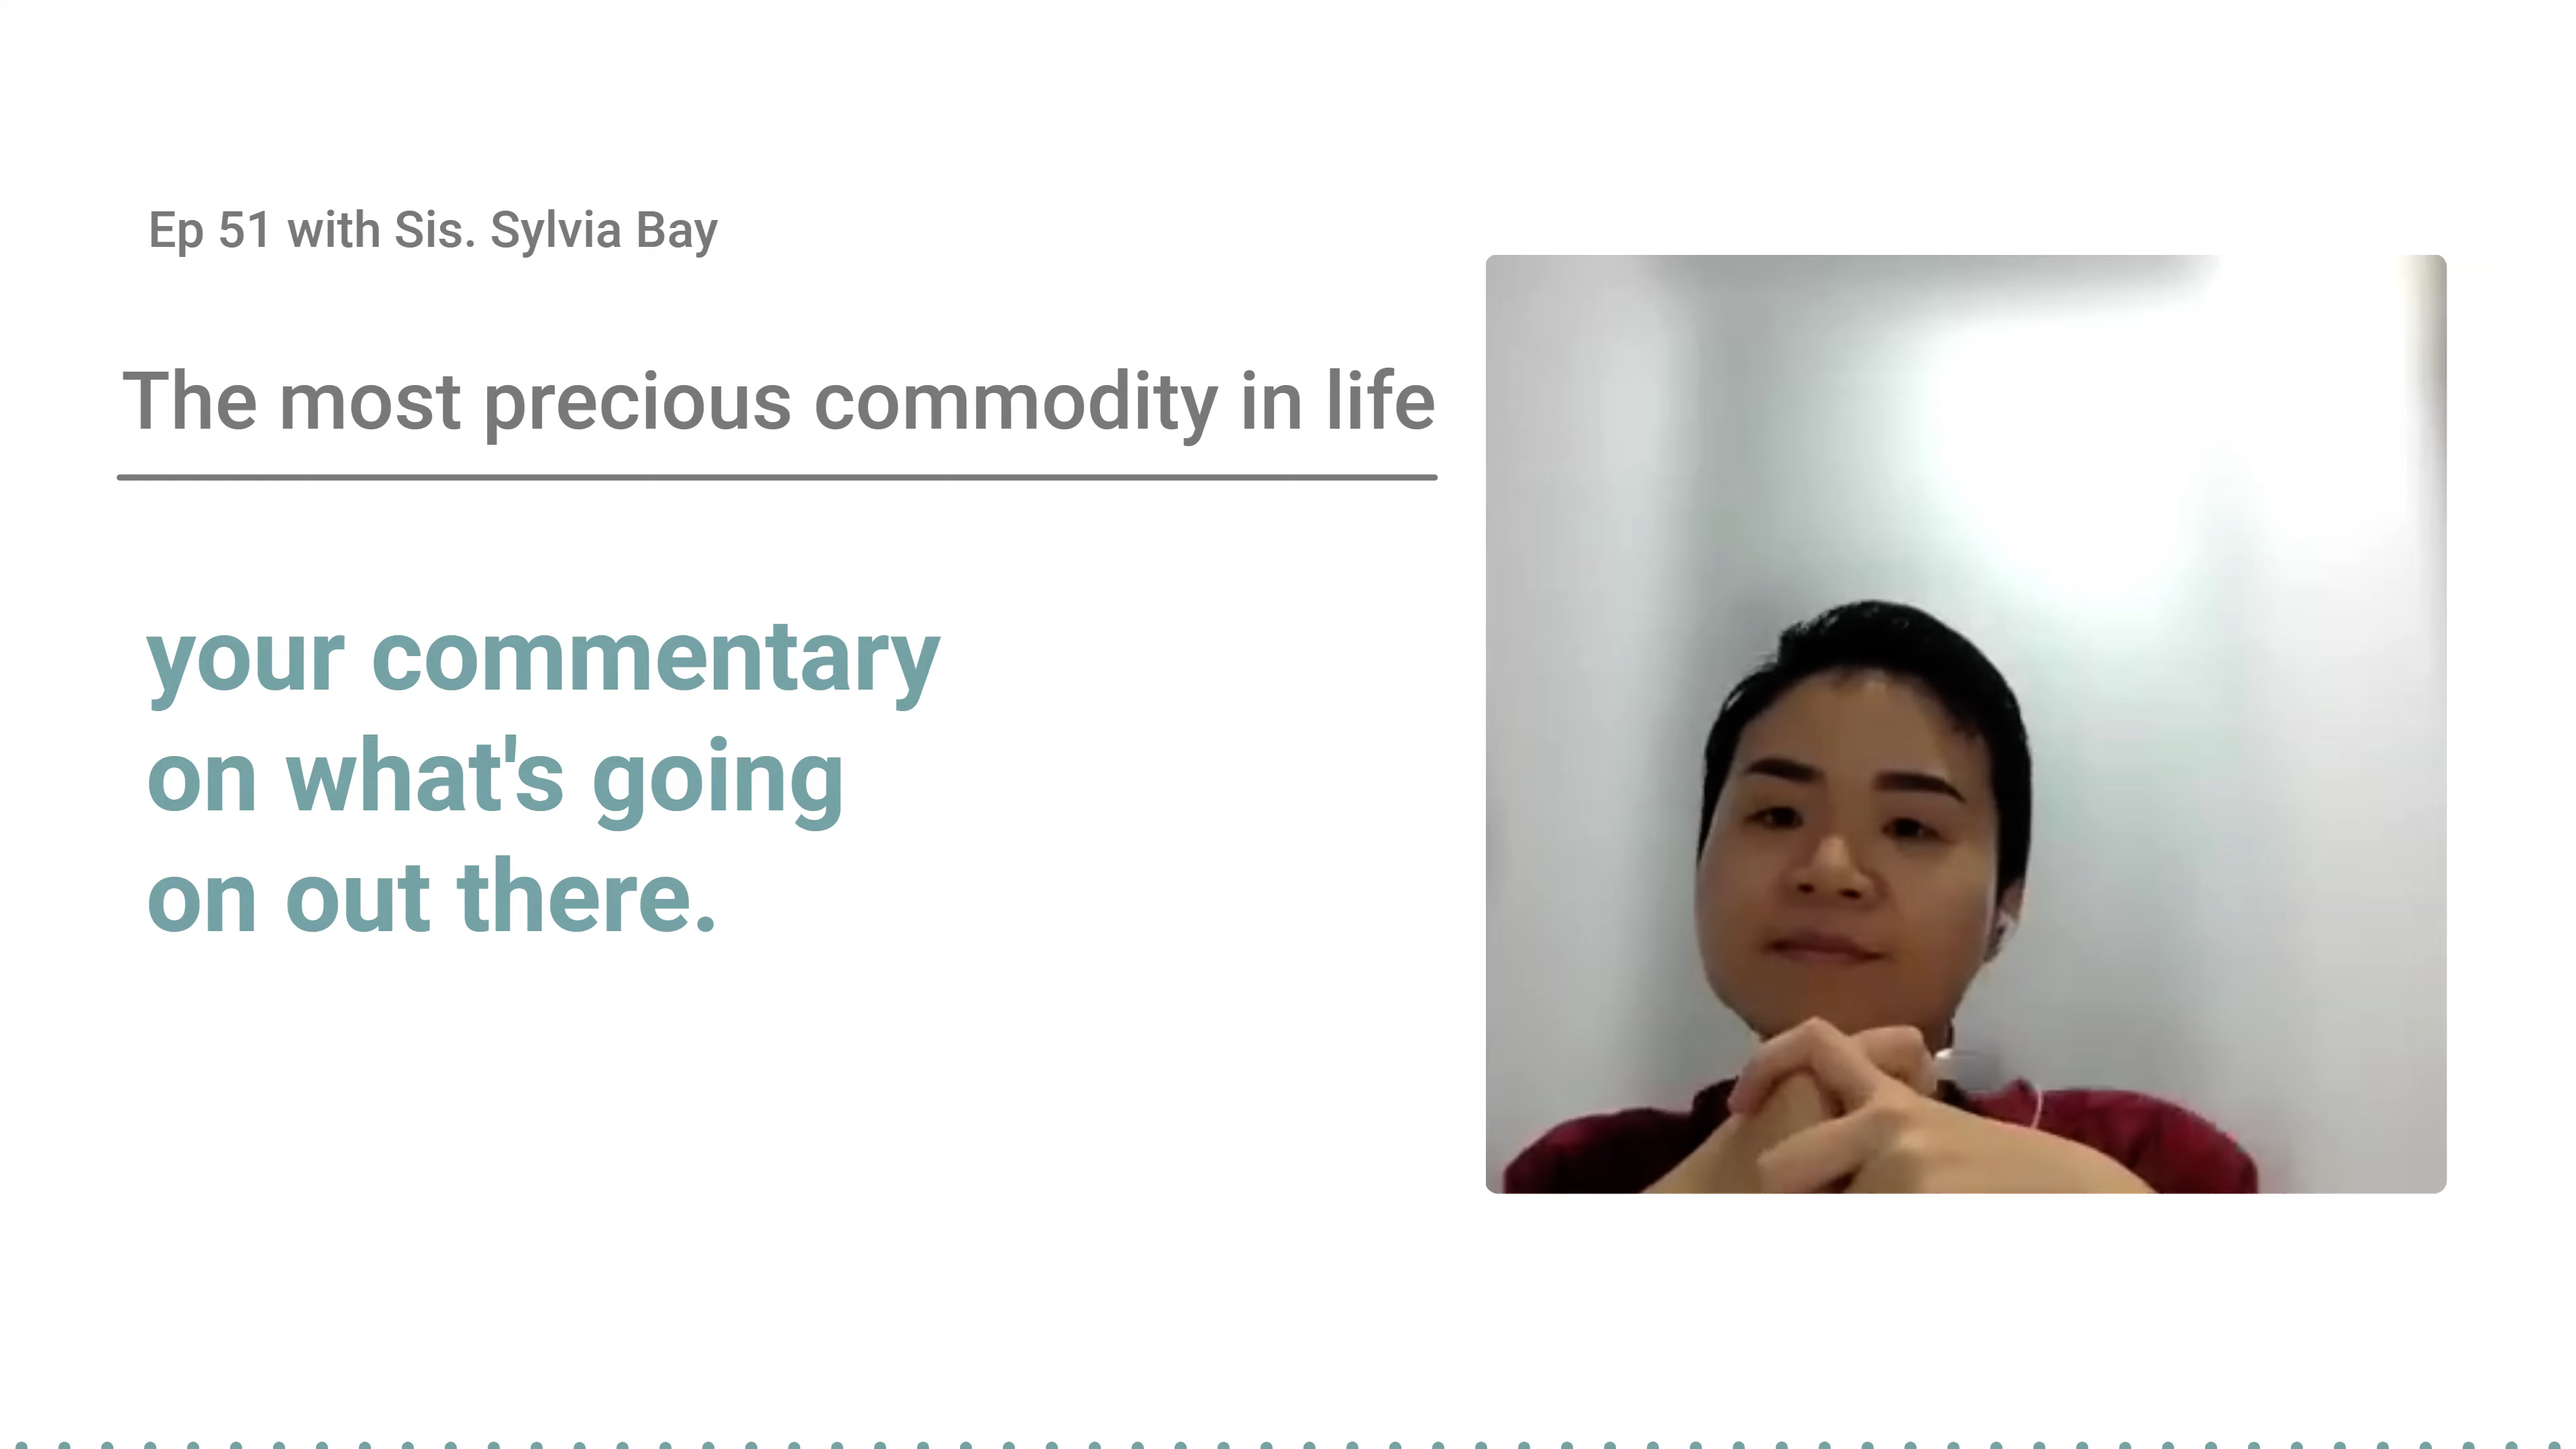 Ep 51 with Sis. Sylvia Bay
The most precious commodity in life
your commentary
on what's going
on out there.